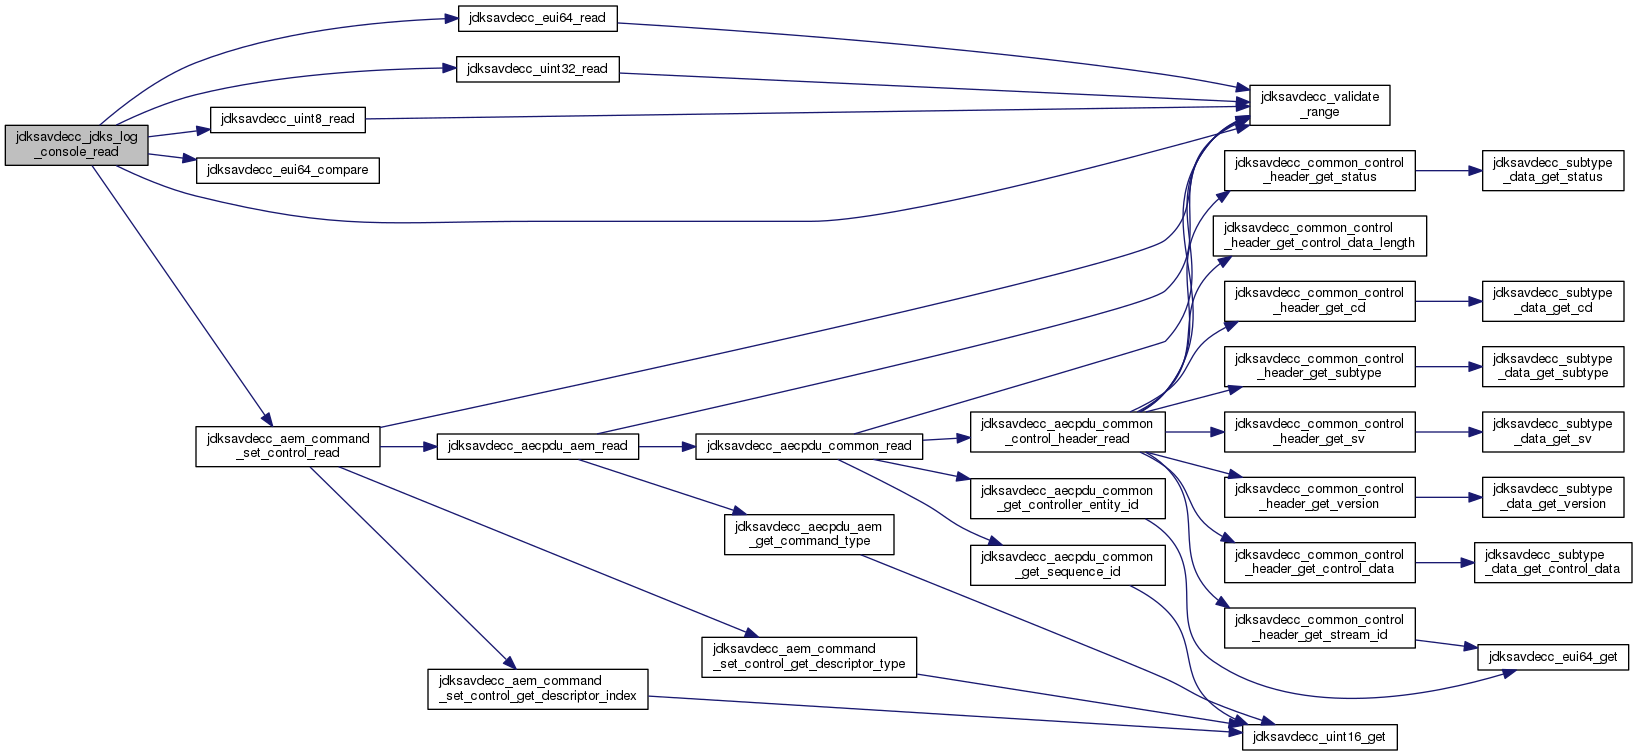 jdksavdecc_jdks_log
_console_read
jdksavdecc_eui64_read
jdksavdecc_uint32_read
jdksavdecc_uint8_read
jdksavdecc_eui64_compare
jdksavdecc_aem_command
_set_control_read
jdksavdecc_aecpdu_aem_read
jdksavdecc_aem_command
_set_control_get_descriptor_index
jdksavdecc_aem_command
_set_control_get_descriptor_type
jdksavdecc_aecpdu_common_read
jdksavdecc_aecpdu_aem
_get_command_type
jdksavdecc_aecpdu_common
_control_header_read
jdksavdecc_aecpdu_common
_get_controller_entity_id
jdksavdecc_aecpdu_common
_get_sequence_id
jdksavdecc_validate
_range
jdksavdecc_common_control
_header_get_status
jdksavdecc_common_control
_header_get_control_data_length
jdksavdecc_common_control
_header_get_cd
jdksavdecc_common_control
_header_get_subtype
jdksavdecc_common_control
_header_get_sv
jdksavdecc_common_control
_header_get_version
jdksavdecc_common_control
_header_get_control_data
jdksavdecc_common_control
_header_get_stream_id
jdksavdecc_uint16_get
jdksavdecc_subtype
_data_get_status
jdksavdecc_subtype
_data_get_cd
jdksavdecc_subtype
_data_get_subtype
jdksavdecc_subtype
_data_get_sv
jdksavdecc_subtype
_data_get_version
jdksavdecc_subtype
_data_get_control_data
jdksavdecc_eui64_get